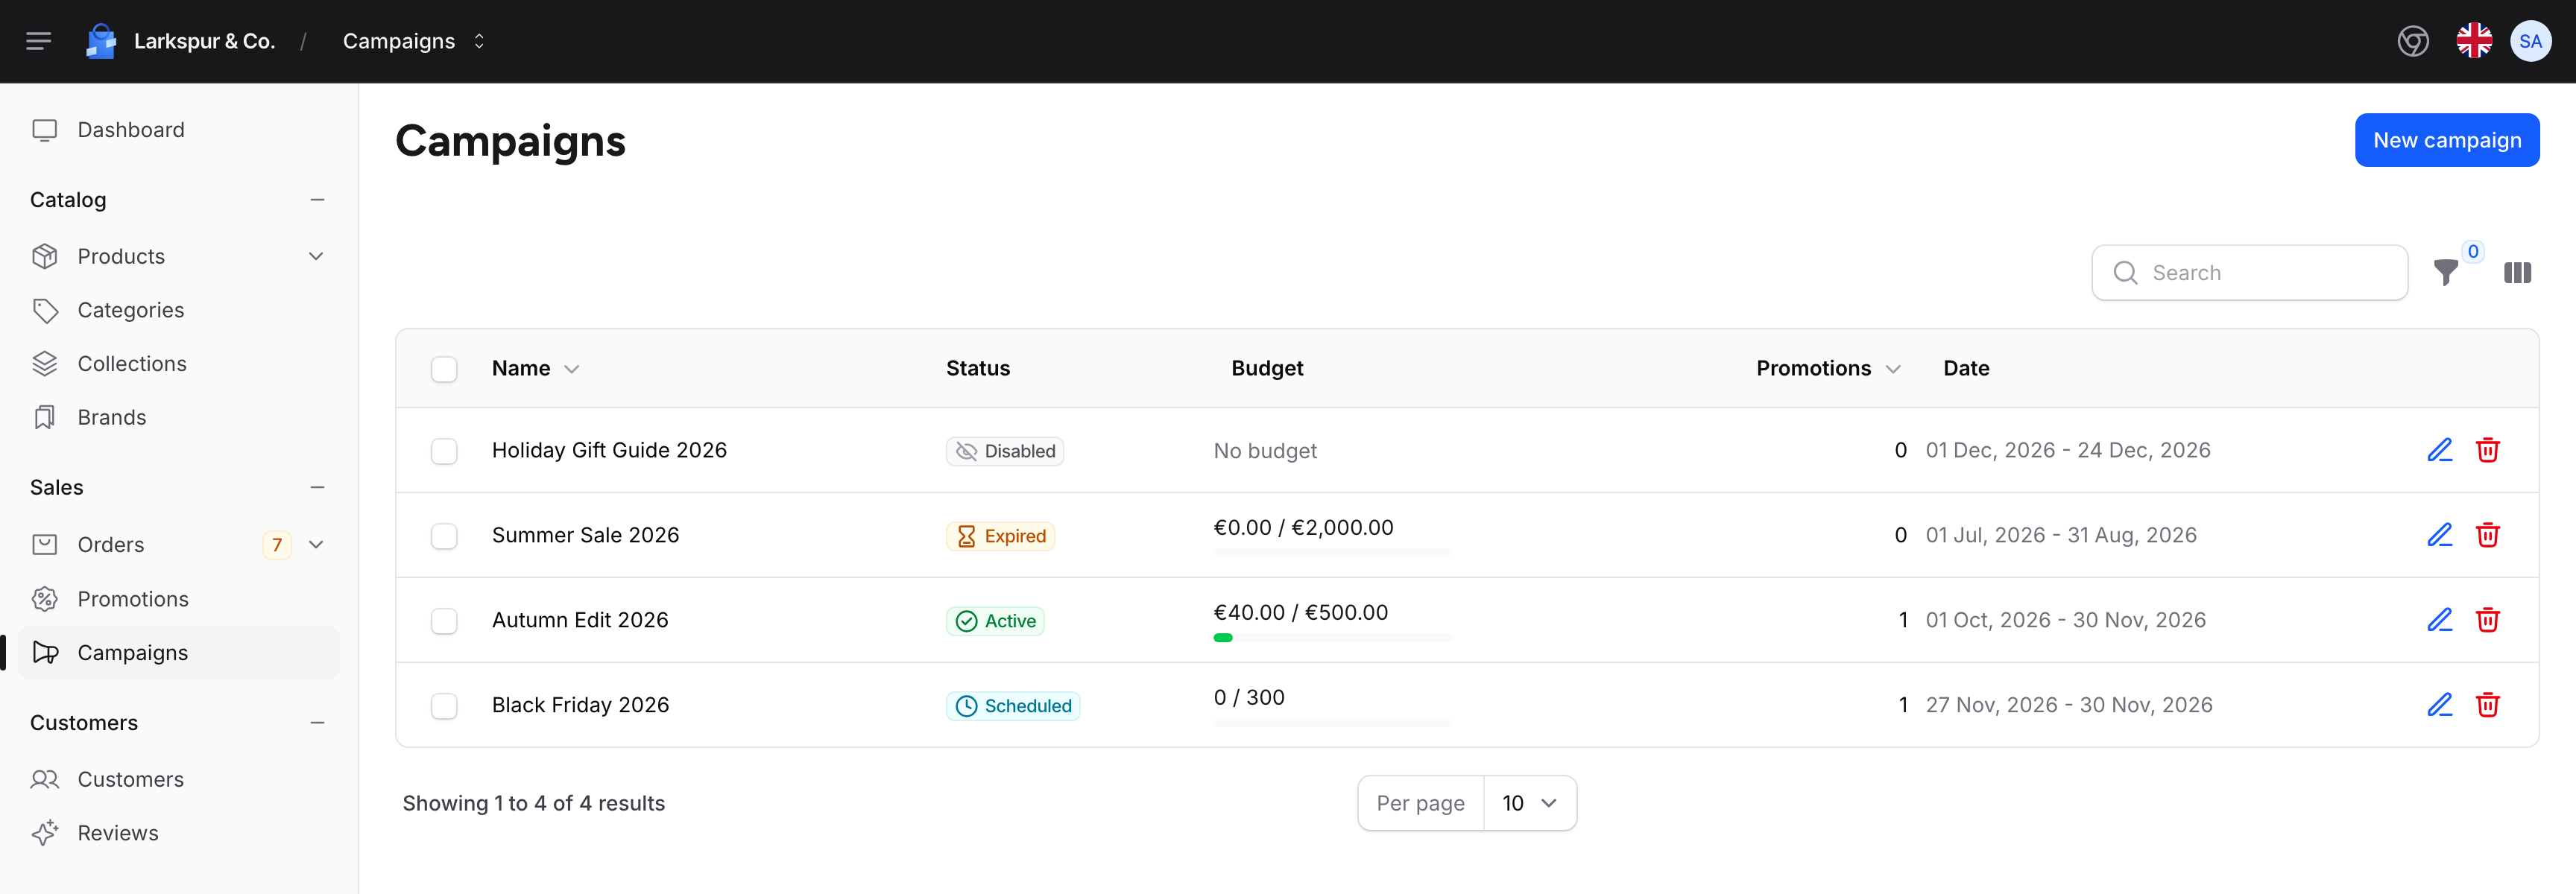 Larkspur & Co. / Campaigns
SA
Dashboard
Catalog
Products
Categories
Collections
Brands
Sales
Orders 7
Promotions
Campaigns
Customers
Customers
Reviews
Campaigns
New campaign
Search
0
Name Status Budget Promotions Date
Holiday Gift Guide 2026 Disabled No budget 0 01 Dec, 2026 - 24 Dec, 2026
Summer Sale 2026 Expired €0.00 / €2,000.00 0 01 Jul, 2026 - 31 Aug, 2026
Autumn Edit 2026 Active €40.00 / €500.00 1 01 Oct, 2026 - 30 Nov, 2026
Black Friday 2026 Scheduled 0 / 300 1 27 Nov, 2026 - 30 Nov, 2026
Showing 1 to 4 of 4 results
Per page 10